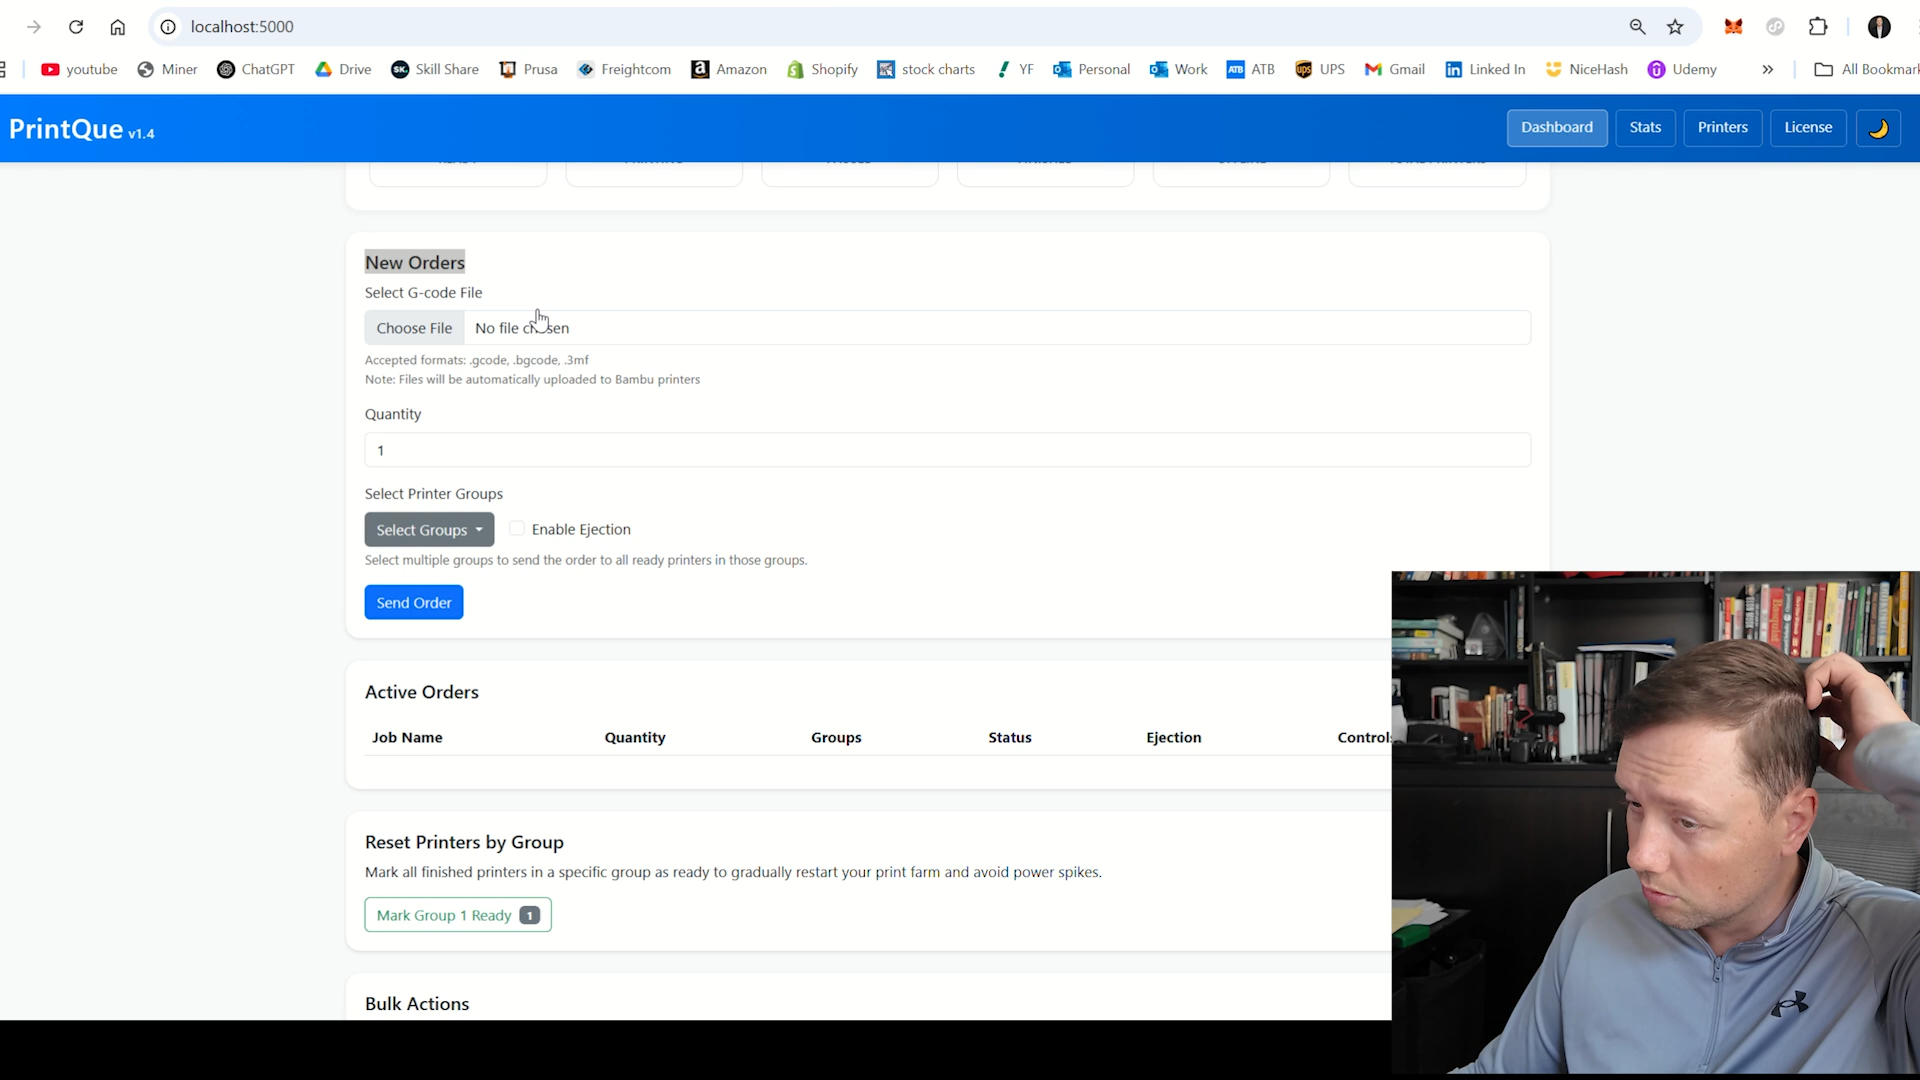 localhost:5000
youtube Miner ChatGPT Drive Skill Share Prusa Freightcom Amazon Shopify stock charts YF Personal Work ATB UPS Gmail Linked In NiceHash Udemy » All Bookmark
PrintQue v1.4
Dashboard Stats Printers License
New Orders
Select G-code File
Choose File No file chosen
Accepted formats: .gcode, .bgcode, .3mf
Note: Files will be automatically uploaded to Bambu printers
Quantity
1
Select Printer Groups
Select Groups Enable Ejection
Select multiple groups to send the order to all ready printers in those groups.
Send Order
Active Orders
Job Name Quantity Groups Status Ejection Controls
Reset Printers by Group
Mark all finished printers in a specific group as ready to gradually restart your print farm and avoid power spikes.
Mark Group 1 Ready 1
Bulk Actions